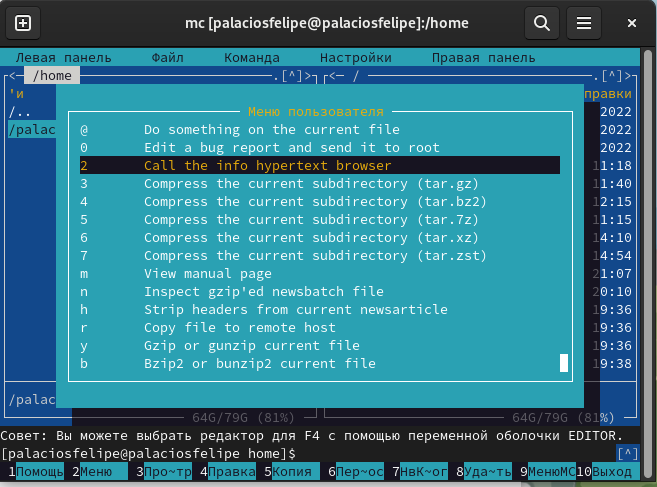 mc [palaciosfelipe@palaciosfelipe]:/home
Левая панель Файл Команда Настройки Правая панель
<— /home .[^]> <— / .[^]>
'и правки
/.. 2022
/palac 2022
2022
Меню пользователя
@ Do something on the current file
0 Edit a bug report and send it to root
2 Call the info hypertext browser 11:18
3 Compress the current subdirectory (tar.gz) 11:40
4 Compress the current subdirectory (tar.bz2) 12:15
5 Compress the current subdirectory (tar.7z) 11:15
6 Compress the current subdirectory (tar.xz) 14:10
7 Compress the current subdirectory (tar.zst) 14:54
m View manual page 21:07
n Inspect gzip'ed newsbatch file 20:10
h Strip headers from current newsarticle 19:36
r Copy file to remote host 19:36
y Gzip or gunzip current file 19:36
b Bzip2 or bunzip2 current file 19:38
/palac
64G/79G (81%) 64G/79G (81%)
Совет: Вы можете выбрать редактор для F4 с помощью переменной оболочки EDITOR.
[palaciosfelipe@palaciosfelipe home]$ [^]
1Помощь 2Меню 3Про~тр 4Правка 5Копия 6Пер~ос 7НвК~ог 8Уда~ть 9МенюMC 10Выход